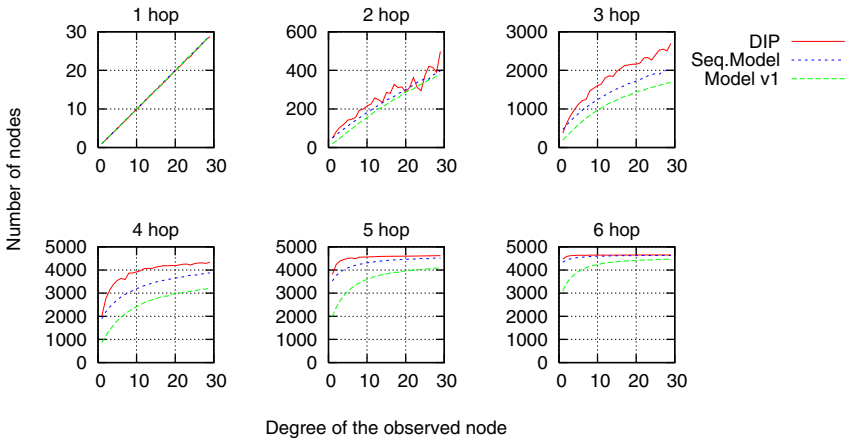 1 hop
2 hop
3 hop
30
20
10
0
0 10 20 30
600
400
200
0
0 10 20 30
3000
2000
1000
0
0 10 20 30
DIP
Seq.Model
Model v1
Number of nodes
4 hop
5 hop
6 hop
5000
4000
3000
2000
1000
0
0 10 20 30
5000
4000
3000
2000
1000
0
0 10 20 30
5000
4000
3000
2000
1000
0
0 10 20 30
Degree of the observed node